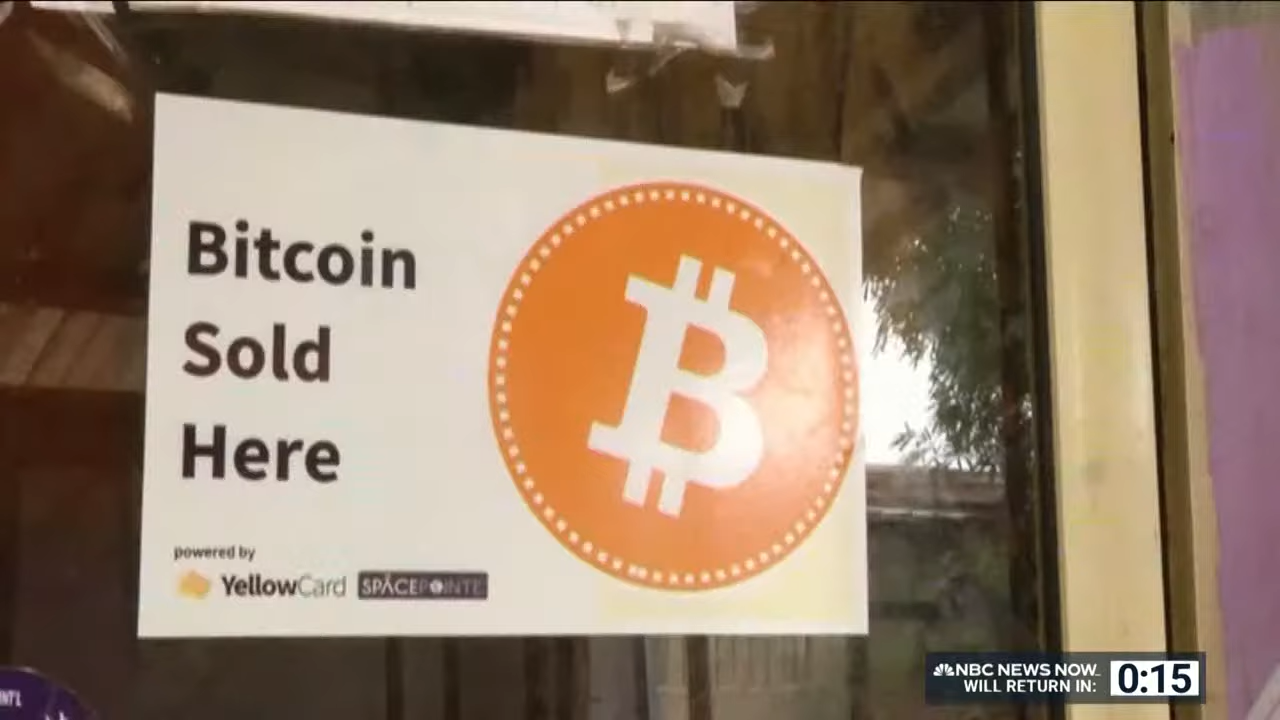 Bitcoin
Sold
Here
powered by
YellowCard SPACEPOINTE
NBC NEWS NOW
WILL RETURN IN: 0:15